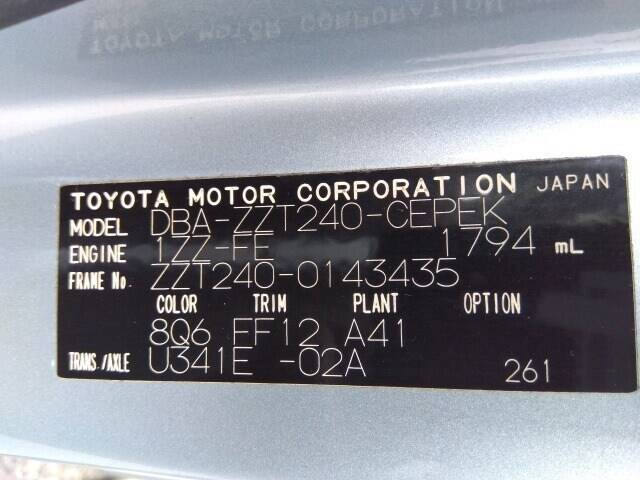 TOYOTA MOTOR CORPORATION JAPAN
MODEL DBA-ZZT240-CEPEK
ENGINE 1ZZ-FE 1794 mL
FRAME No. ZZT240-0143435
COLOR TRIM PLANT OPTION
8Q6 FF12 A41
TRANS./AXLE U341E -02A 261